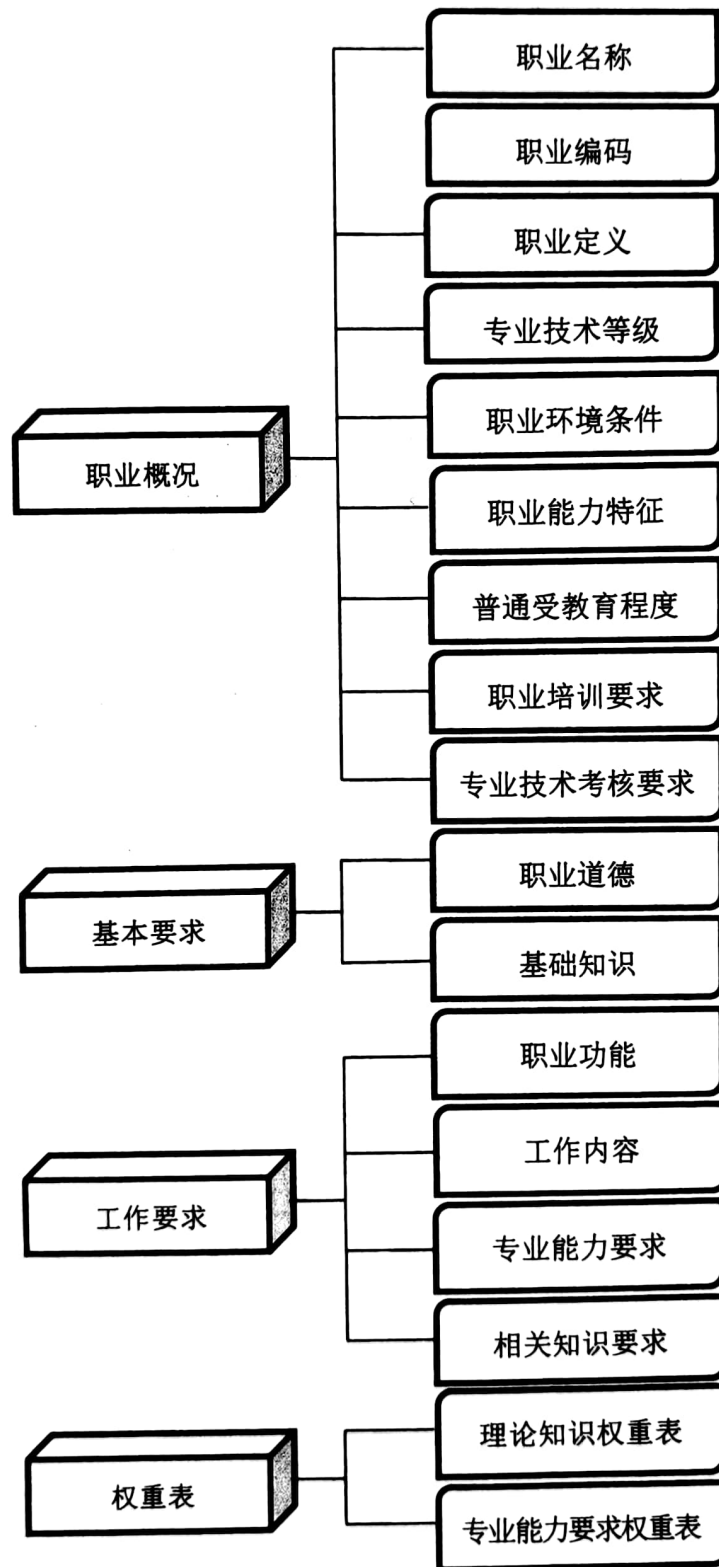 职业概况
职业名称
职业编码
职业定义
专业技术等级
职业环境条件
职业能力特征
普通受教育程度
职业培训要求
专业技术考核要求
基本要求
职业道德
基础知识
工作要求
职业功能
工作内容
专业能力要求
相关知识要求
权重表
理论知识权重表
专业能力要求权重表